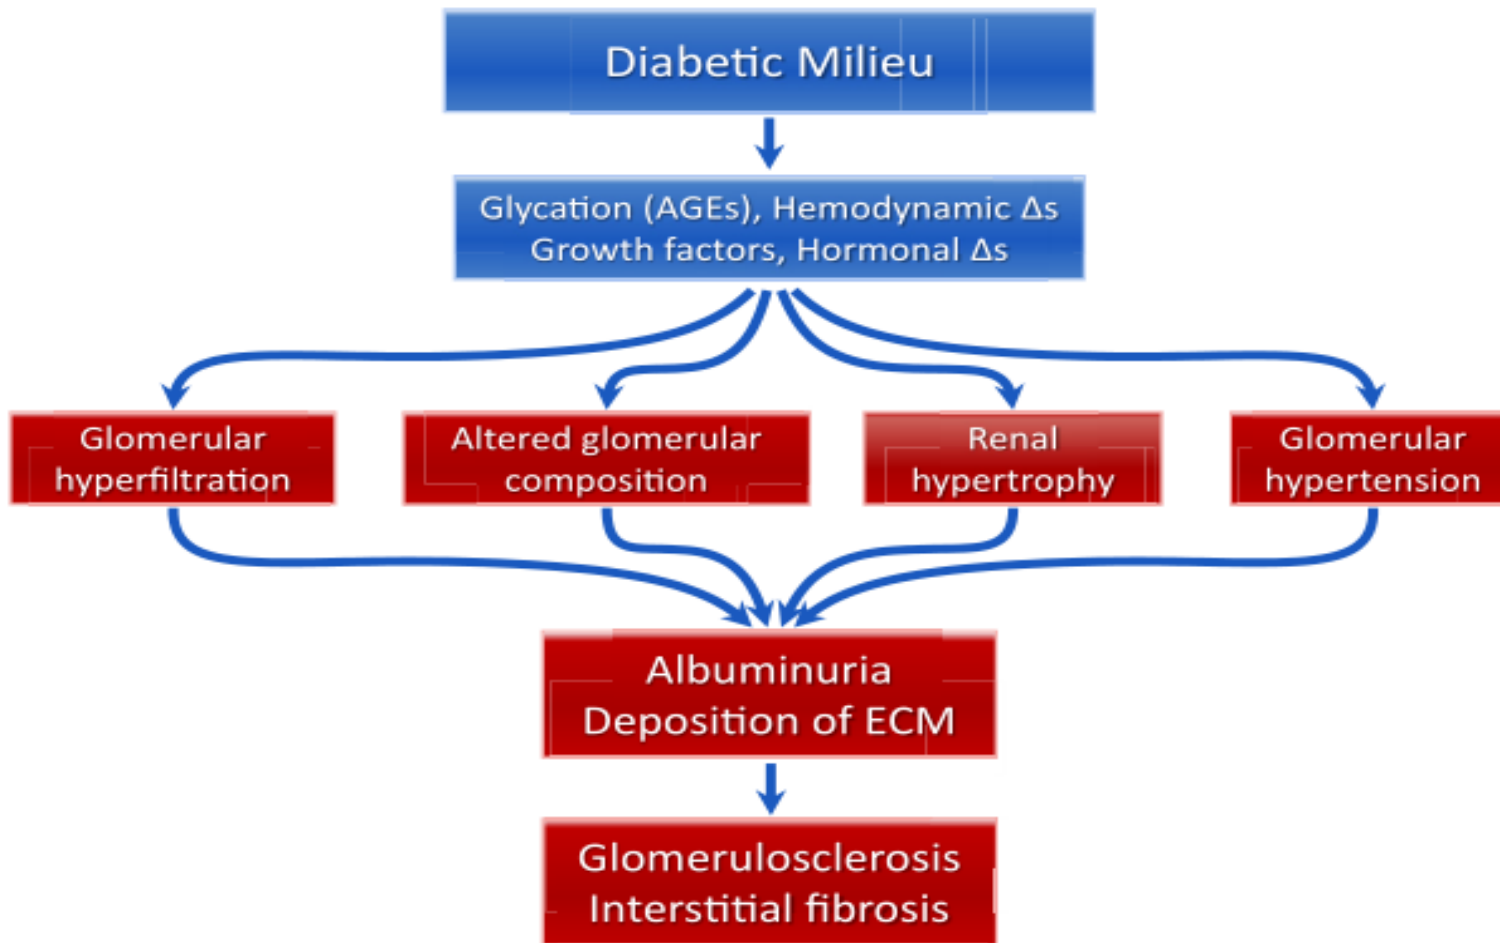 Diabetic Milieu
Glycation (AGEs), Hemodynamic Δs
Growth factors, Hormonal Δs
Glomerular
hyperfiltration
Altered glomerular
composition
Renal
hypertrophy
Glomerular
hypertension
Albuminuria
Deposition of ECM
Glomerulosclerosis
Interstitial fibrosis